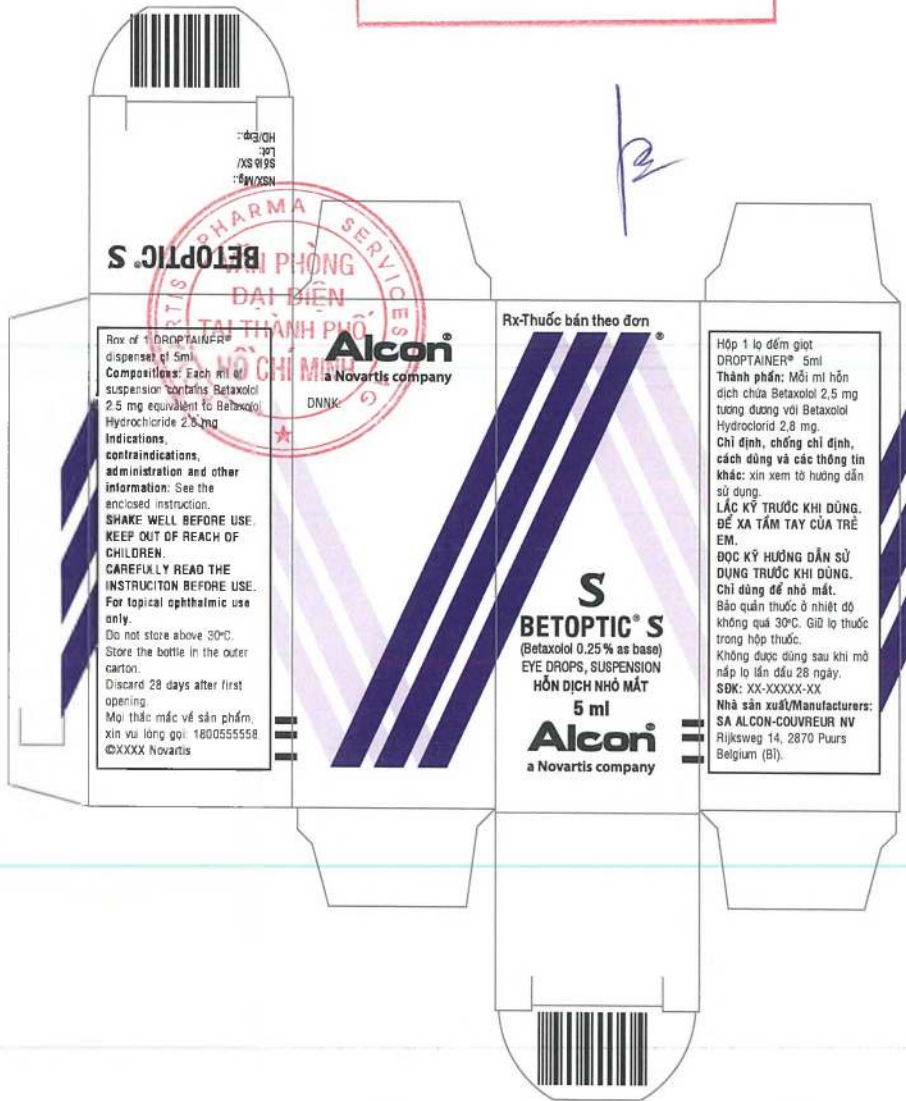 NSX/Mg.:
Số lô SX/
Lot:
HD/Exp.:
BETOPTIC® S
PHARMA SERVICES
VĂN PHÒNG
ĐẠI DIỆN
TẠI THÀNH PHỐ
HỒ CHÍ MINH
Box of 1 DROPTAINER®
dispenser of 5ml
Compositions: Each ml of
suspension contains Betaxolol
2.5 mg equivalent to Betaxolol
Hydrochloride 2.8 mg
Indications,
contraindications,
administration and other
information: See the
enclosed instruction.
SHAKE WELL BEFORE USE.
KEEP OUT OF REACH OF
CHILDREN.
CAREFULLY READ THE
INSTRUCITON BEFORE USE.
For topical ophthalmic use
only.
Do not store above 30°C.
Store the bottle in the outer
carton.
Discard 28 days after first
opening.
Mọi thắc mắc về sản phẩm,
xin vui lòng gọi: 1800555558.
©XXXX Novartis
Alcon®
a Novartis company
DNNK:
Rx-Thuốc bán theo đơn
®
S
BETOPTIC® S
(Betaxolol 0.25% as base)
EYE DROPS, SUSPENSION
HỖN DỊCH NHỎ MẮT
5 ml
Alcon®
a Novartis company
Hộp 1 lọ đếm giọt
DROPTAINER® 5ml
Thành phần: Mỗi ml hỗn
dịch chứa Betaxolol 2,5 mg
tương đương với Betaxolol
Hydroclorid 2,8 mg.
Chỉ định, chống chỉ định,
cách dùng và các thông tin
khác: xin xem tờ hướng dẫn
sử dụng.
LẮC KỸ TRƯỚC KHI DÙNG.
ĐỂ XA TẦM TAY CỦA TRẺ
EM.
ĐỌC KỸ HƯỚNG DẪN SỬ
DỤNG TRƯỚC KHI DÙNG.
Chỉ dùng để nhỏ mắt.
Bảo quản thuốc ở nhiệt độ
không quá 30°C. Giữ lọ thuốc
trong hộp thuốc.
Không được dùng sau khi mở
nắp lọ lần đầu 28 ngày.
SĐK: XX-XXXXX-XX
Nhà sản xuất/Manufacturers:
SA ALCON-COUVREUR NV
Rijksweg 14, 2870 Puurs
Belgium (Bỉ).